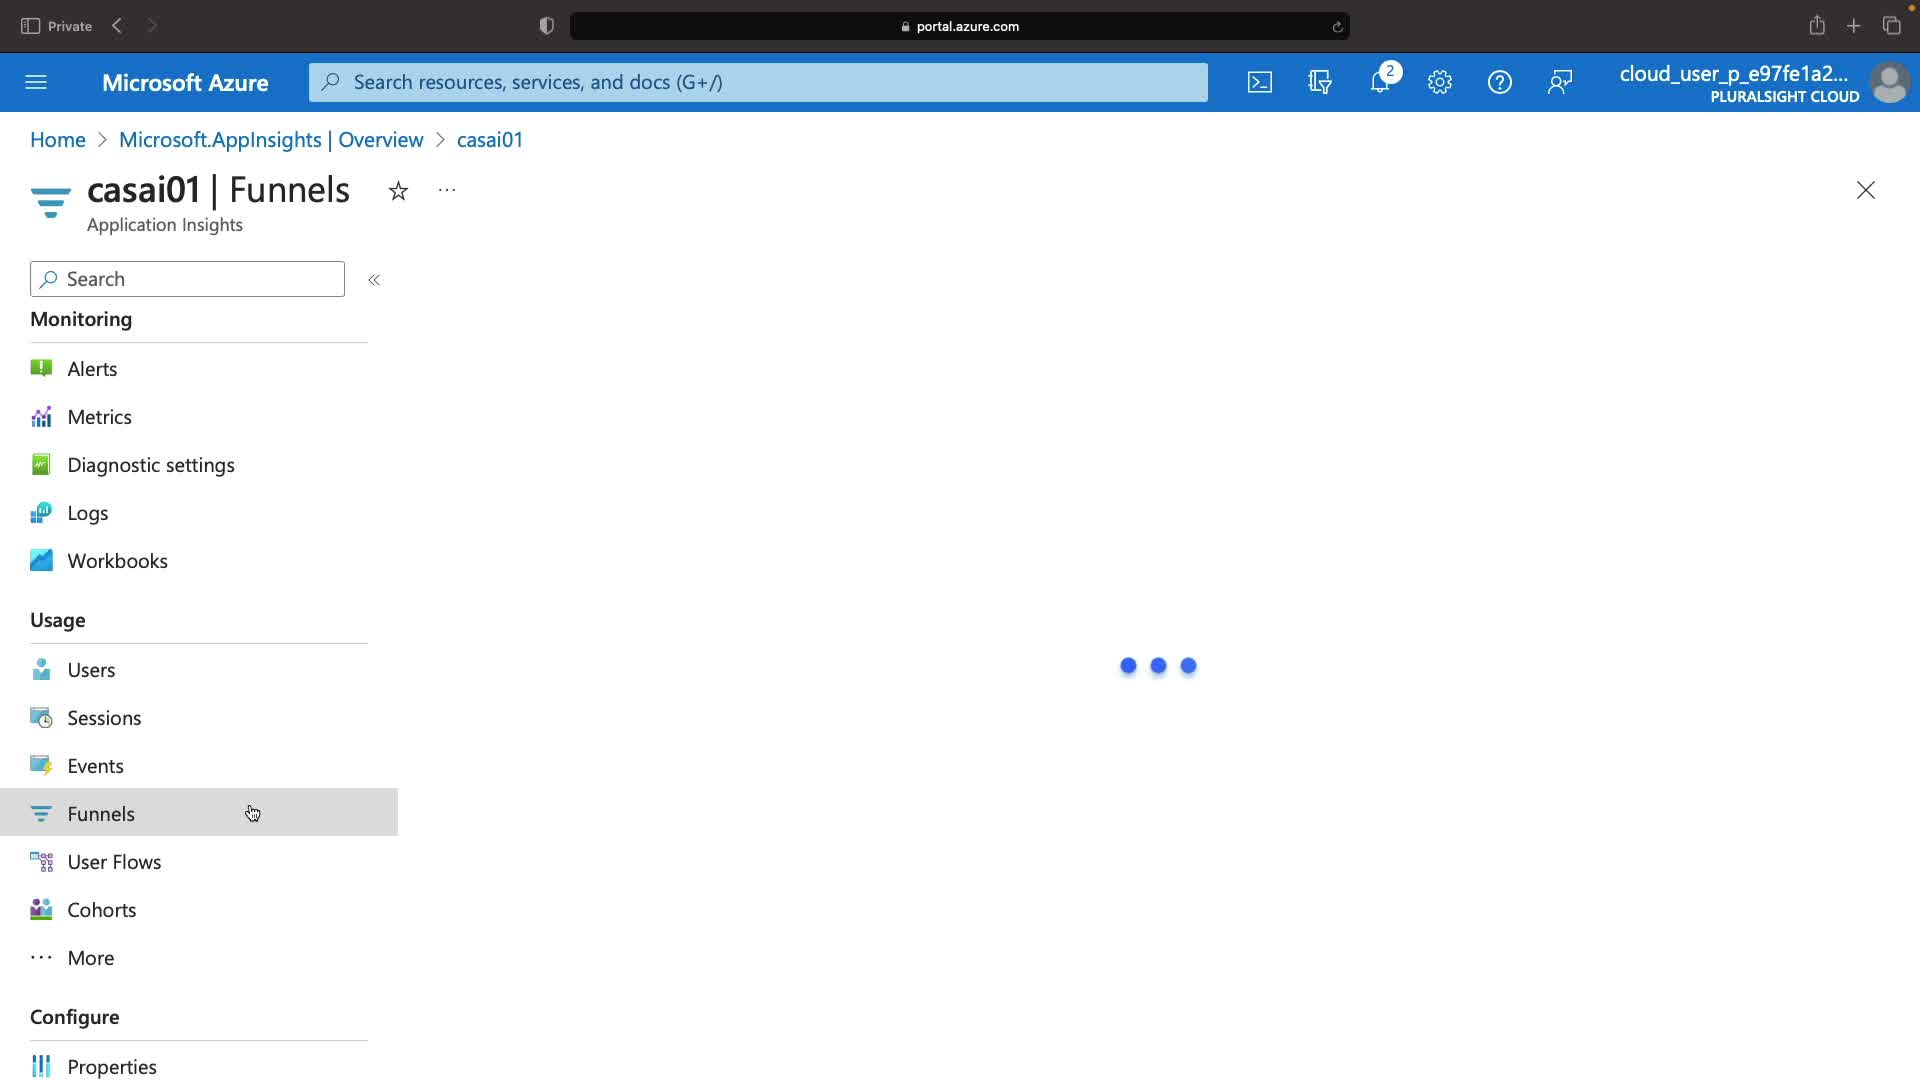 Private
portal.azure.com
Microsoft Azure
Search resources, services, and docs (G+/)
2
cloud_user_p_e97fe1a2...
PLURALSIGHT CLOUD
Home > Microsoft.AppInsights | Overview > casai01
casai01 | Funnels
Application Insights
Search
Monitoring
Alerts
Metrics
Diagnostic settings
Logs
Workbooks
Usage
Users
Sessions
Events
Funnels
User Flows
Cohorts
More
Configure
Properties